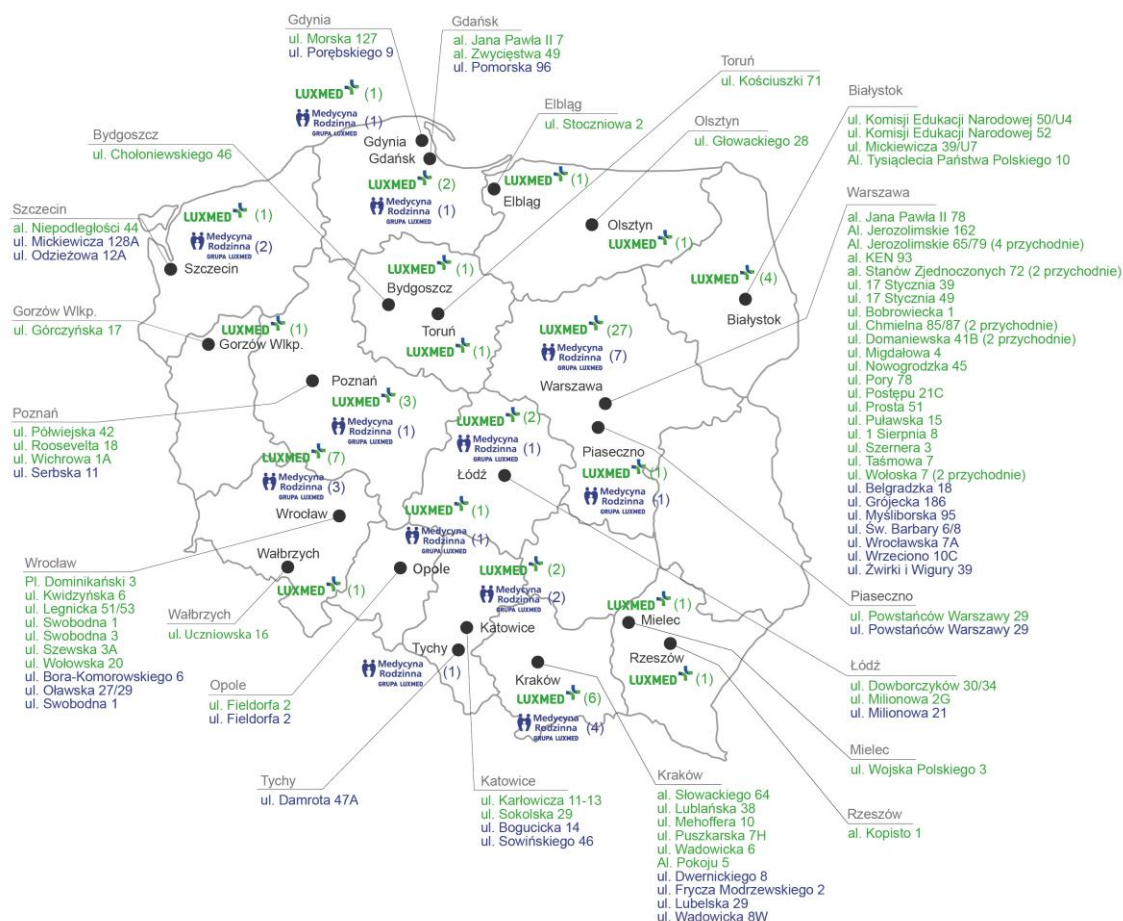 Gdynia
ul. Morska 127
ul. Porębskiego 9
Gdańsk
al. Jana Pawła II 7
al. Zwycięstwa 49
ul. Pomorska 96
Toruń
ul. Kościuszki 71
Białystok
ul. Komisji Edukacji Narodowej 50/U4
ul. Komisji Edukacji Narodowej 52
ul. Mickiewicza 39/U7
Al. Tysiąclecia Państwa Polskiego 10
Elbląg
ul. Stoczniowa 2
Olsztyn
ul. Głowackiego 28
Bydgoszcz
ul. Chołoniewskiego 46
LUXMED (1)
Medycyna
Rodzinna (1)
GRUPA LUXMED
Gdynia
Gdańsk
LUXMED (2)
Medycyna
Rodzinna (1)
GRUPA LUXMED
LUXMED (1)
Elbląg
Olsztyn
LUXMED (1)
Szczecin
al. Niepodległości 44
ul. Mickiewicza 128A
ul. Odzieżowa 12A
LUXMED (1)
Medycyna
Rodzinna (2)
GRUPA LUXMED
Szczecin
LUXMED (1)
Bydgoszcz
Toruń
LUXMED (1)
LUXMED (4)
Białystok
Warszawa
al. Jana Pawła II 78
Al. Jerozolimskie 162
Al. Jerozolimskie 65/79 (4 przychodnie)
al. KEN 93
al. Stanów Zjednoczonych 72 (2 przychodnie)
ul. 17 Stycznia 39
ul. 17 Stycznia 49
ul. Bobrowiecka 1
ul. Chmielna 85/87 (2 przychodnie)
ul. Domaniewska 41B (2 przychodnie)
ul. Migdałowa 4
ul. Nowogrodzka 45
ul. Pory 78
ul. Postępu 21C
ul. Prosta 51
ul. Puławska 15
ul. 1 Sierpnia 8
ul. Szernera 3
ul. Taśmowa 7
ul. Wołoska 7 (2 przychodnie)
ul. Belgradzka 18
ul. Grójecka 186
ul. Myśliborska 95
ul. Św. Barbary 6/8
ul. Wrocławska 7A
ul. Wrzeciono 10C
ul. Żwirki i Wigury 39
Gorzów Wlkp.
ul. Górczyńska 17
LUXMED (1)
Gorzów Wlkp.
LUXMED (27)
Medycyna
Rodzinna (7)
GRUPA LUXMED
Warszawa
Poznań
LUXMED (3)
Medycyna
Rodzinna (1)
GRUPA LUXMED
Poznań
ul. Półwiejska 42
ul. Roosevelta 18
ul. Wichrowa 1A
ul. Serbska 11
LUXMED (2)
Medycyna
Rodzinna (1)
GRUPA LUXMED
Łódź
Piaseczno
LUXMED (1)
Medycyna
Rodzinna (1)
GRUPA LUXMED
LUXMED (7)
Medycyna
Rodzinna (3)
GRUPA LUXMED
Wrocław
LUXMED (1)
Medycyna
Rodzinna (1)
GRUPA LUXMED
Opole
Wrocław
Pl. Dominikański 3
ul. Kwidzyńska 6
ul. Legnicka 51/53
ul. Swobodna 1
ul. Swobodna 3
ul. Szewska 3A
ul. Wołowska 20
ul. Bora-Komorowskiego 6
ul. Oławska 27/29
ul. Swobodna 1
Wałbrzych
LUXMED (1)
Wałbrzych
ul. Uczniowska 16
LUXMED (2)
Medycyna
Rodzinna (2)
GRUPA LUXMED
Katowice
Tychy
Medycyna
Rodzinna (1)
GRUPA LUXMED
Kraków
LUXMED (6)
Medycyna
Rodzinna (4)
GRUPA LUXMED
LUXMED (1)
Mielec
Rzeszów
LUXMED (1)
Piaseczno
ul. Powstańców Warszawy 29
ul. Powstańców Warszawy 29
Łódź
ul. Dowborczyków 30/34
ul. Milionowa 2G
ul. Milionowa 21
Opole
ul. Fieldorfa 2
ul. Fieldorfa 2
Mielec
ul. Wojska Polskiego 3
Tychy
ul. Damrota 47A
Katowice
ul. Karłowicza 11-13
ul. Sokolska 29
ul. Bogucicka 14
ul. Sowińskiego 46
Kraków
al. Słowackiego 64
ul. Lublańska 38
ul. Mehoffera 10
ul. Puszkarska 7H
ul. Wadowicka 6
Al. Pokoju 5
ul. Dwernickiego 8
ul. Frycza Modrzewskiego 2
ul. Lubelska 29
ul. Wadowicka 8W
Rzeszów
al. Kopisto 1